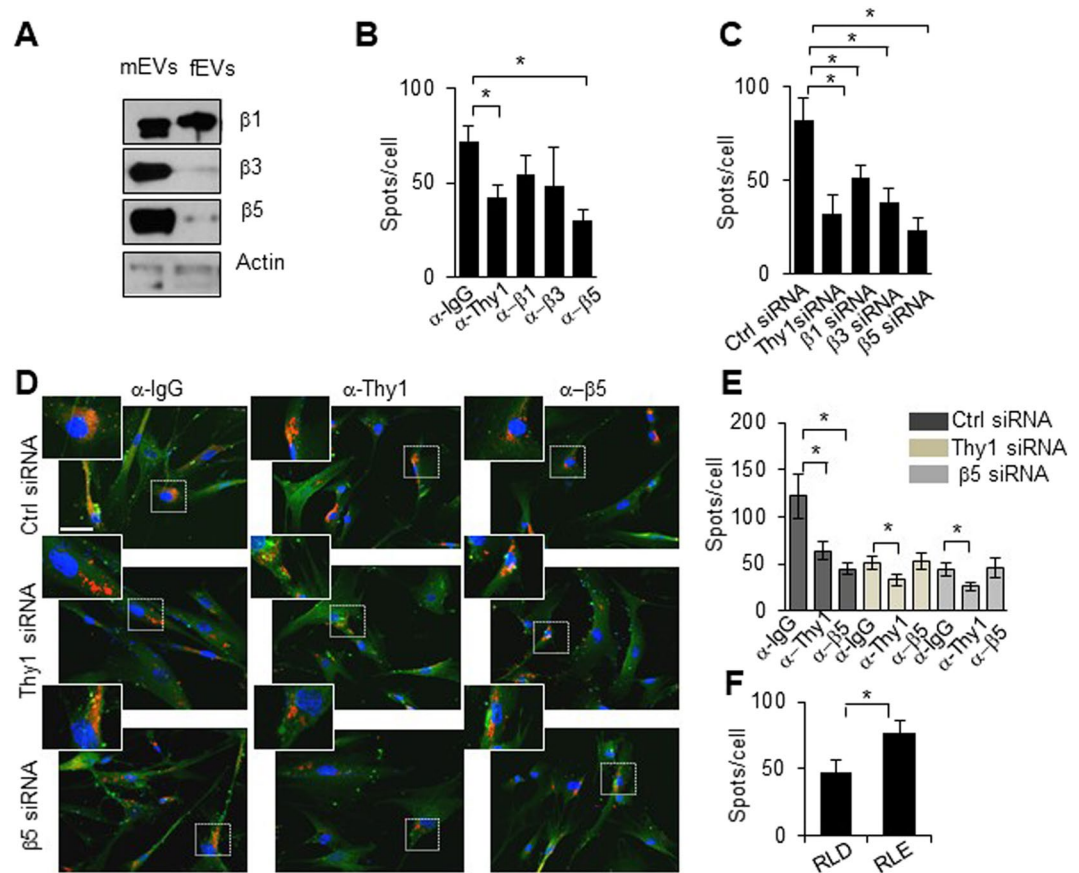 A
mEVs fEVs
β1
β3
β5
Actin
B
*
*
100
50
0
Spots/cell
α-IgG
α-Thy1
α–β1
α–β3
α–β5
C
*
*
*
*
100
50
0
Spots/cell
Ctrl siRNA
Thy1siRNA
β1 siRNA
β3 siRNA
β5 siRNA
D
α-IgG
α-Thy1
α–β5
Ctrl siRNA
Thy1 siRNA
β5 siRNA
E
200
150
100
50
0
Spots/cell
*
*
*
*
Ctrl siRNA
Thy1 siRNA
β5 siRNA
α-IgG
α–Thy1
α–β5
α-IgG
α-Thy1
α–β5
α-IgG
α-Thy1
α–β5
F
100
50
0
Spots/cell
*
RLD
RLE